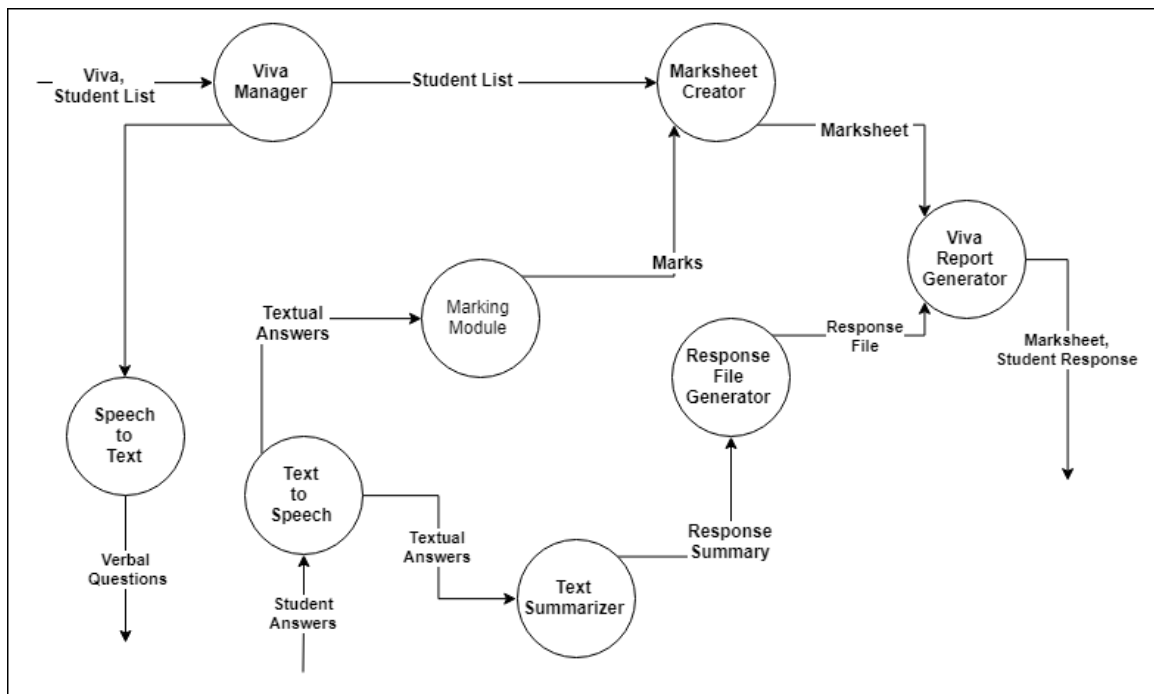 Viva,
Student List
Viva
Manager
Student List
Marksheet
Creator
Marksheet
Viva
Report
Generator
Marks
Textual
Answers
Marking
Module
Response
File
Marksheet,
Student Response
Response
File
Generator
Speech
to
Text
Text
to
Speech
Textual
Answers
Response
Summary
Verbal
Questions
Text
Summarizer
Student
Answers